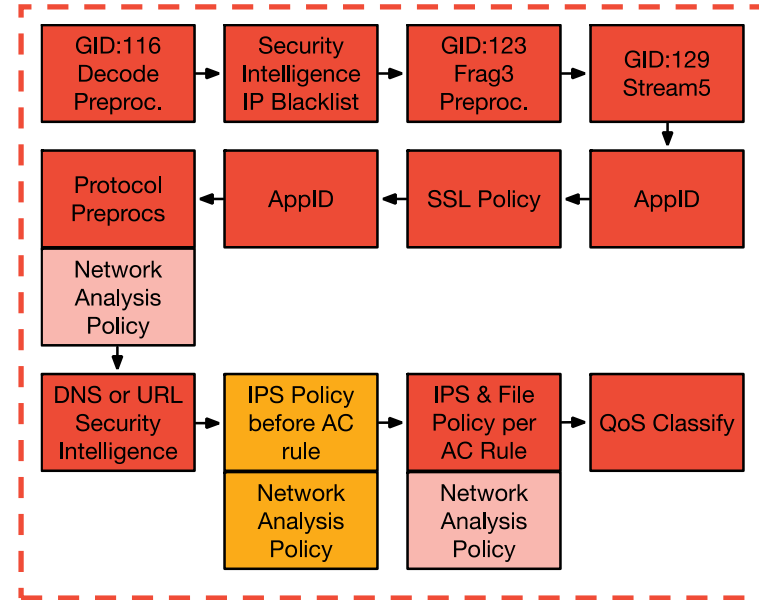 GID:116
Decode
Preproc.
Security
Intelligence
IP Blacklist
GID:123
Frag3
Preproc.
GID:129
Stream5
Protocol
Preprocs
AppID
SSL Policy
AppID
Network
Analysis
Policy
DNS or URL
Security
Intelligence
IPS Policy
before AC
rule
IPS & File
Policy per
AC Rule
QoS Classify
Network
Analysis
Policy
Network
Analysis
Policy